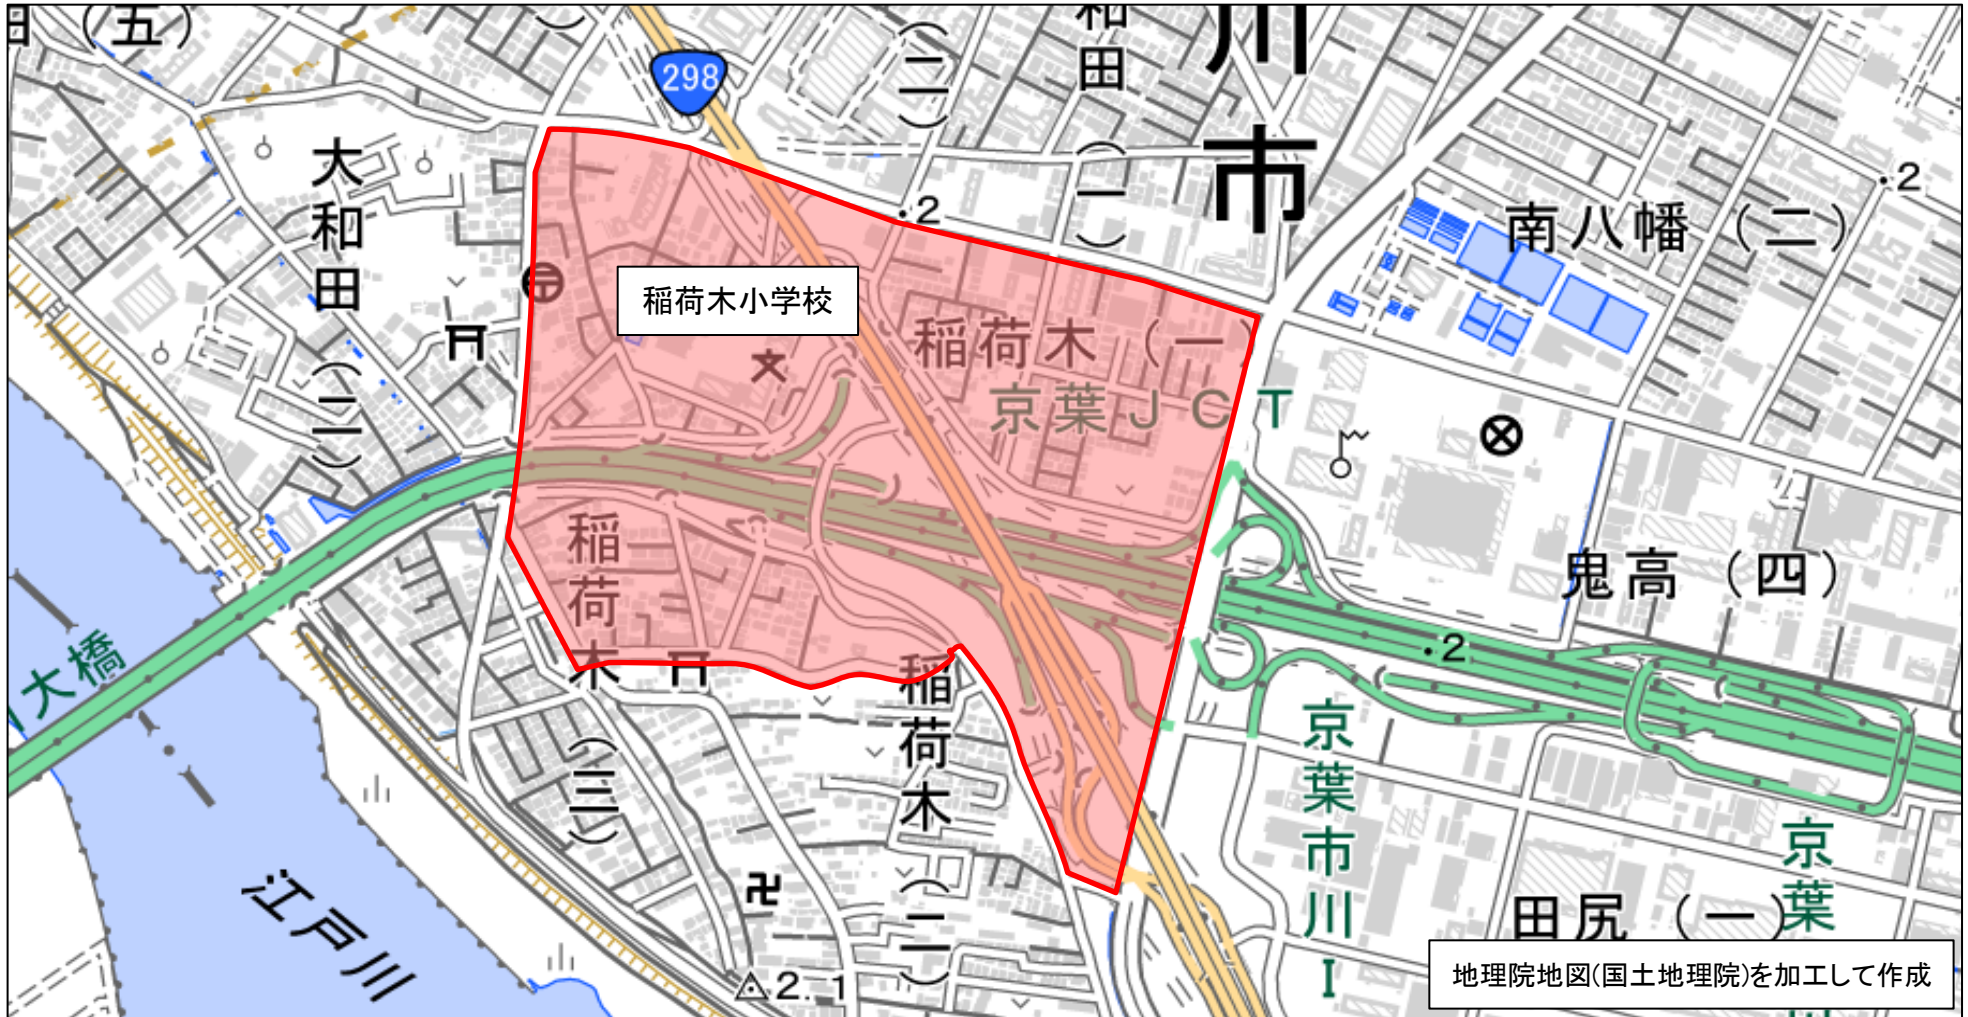 田（五）
298
（二）
和田
（一）
川
市
大和田
（二）
2
南八幡（二）
2
稲荷木小学校
稲荷木（一）
京葉ＪＣＴ
稲荷木
（三）
稲荷木
（二）
鬼高（四）
2
大橋
京葉市川Ｉ
京葉
田尻（一）
江戸川
2.1
地理院地図(国土地理院)を加工して作成